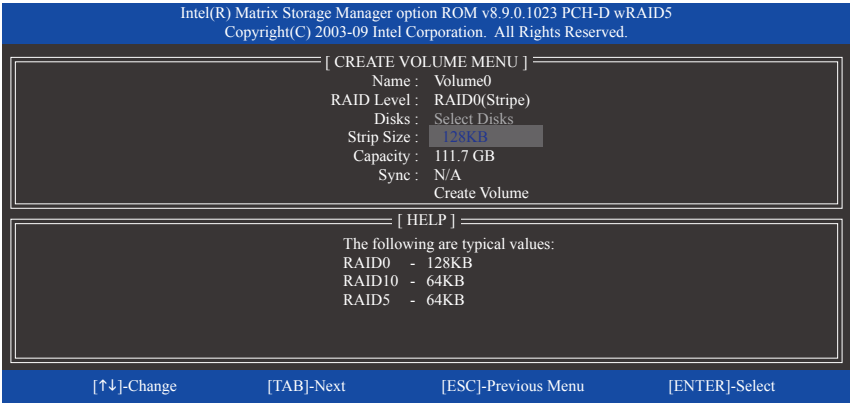 Intel(R) Matrix Storage Manager option ROM v8.9.0.1023 PCH-D wRAID5
Copyright(C) 2003-09 Intel Corporation. All Rights Reserved.
[ CREATE VOLUME MENU ]
Name : Volume0
RAID Level : RAID0(Stripe)
Disks : Select Disks
Strip Size : 128KB
Capacity : 111.7 GB
Sync : N/A
Create Volume
[ HELP ]
The following are typical values:
RAID0 - 128KB
RAID10 - 64KB
RAID5 - 64KB
[↑↓]-Change [TAB]-Next [ESC]-Previous Menu [ENTER]-Select